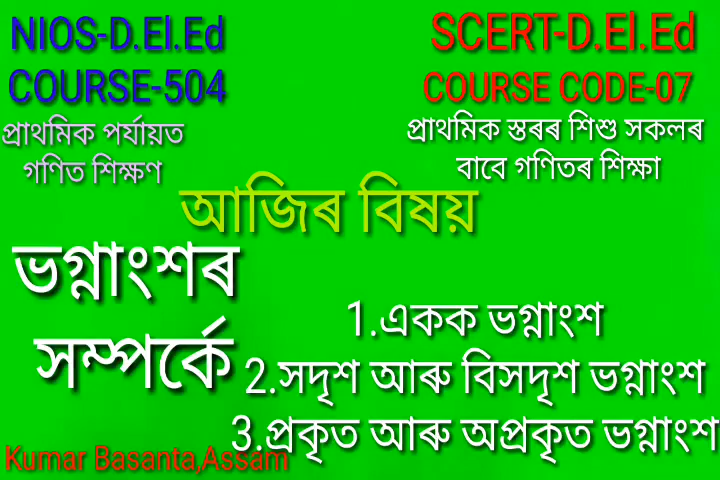 NIOS-D.El.Ed
COURSE-504
প্ৰাথমিক পৰ্যায়ত
গণিত শিক্ষণ
SCERT-D.El.Ed
COURSE CODE-07
প্ৰাথমিক স্তৰৰ শিশু সকলৰ
বাবে গণিতৰ শিক্ষা
আজিৰ বিষয়
ভগ্নাংশৰ
সম্পৰ্কে
1.একক ভগ্নাংশ
2.সদৃশ আৰু বিসদৃশ ভগ্নাংশ
3.প্ৰকৃত আৰু অপ্ৰকৃত ভগ্নাংশ
Kumar Basanta,Assam